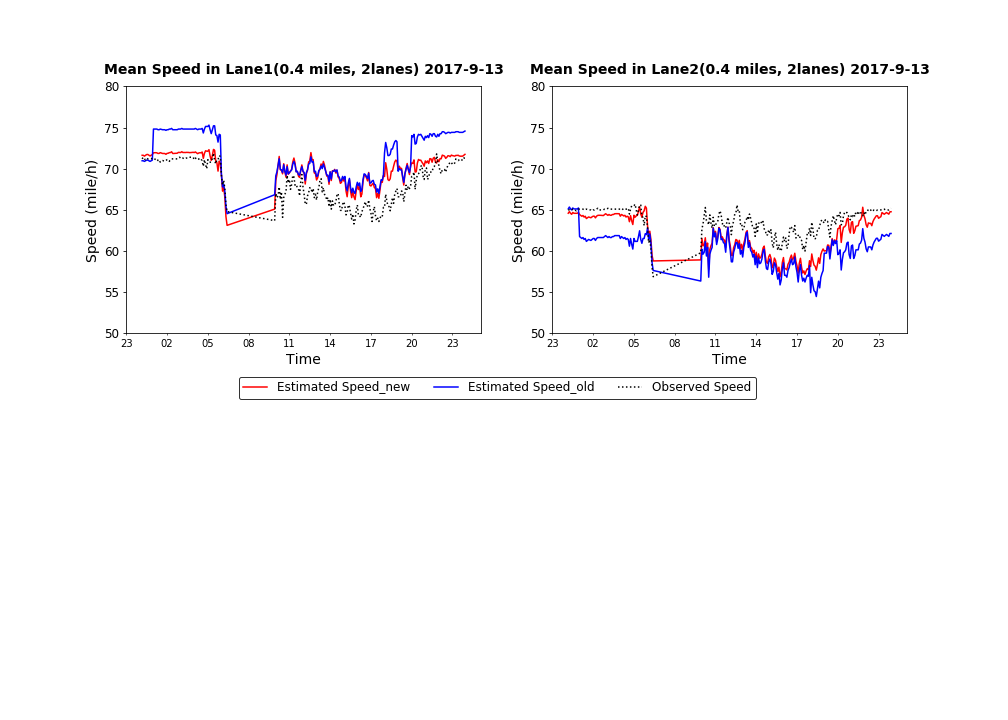 Mean Speed in Lane1(0.4 miles, 2lanes) 2017-9-13
80
75
70
65
60
55
50
Speed (mile/h)
23 02 05 08 11 14 17 20 23
Time
Mean Speed in Lane2(0.4 miles, 2lanes) 2017-9-13
80
75
70
65
60
55
50
Speed (mile/h)
23 02 05 08 11 14 17 20 23
Time
Estimated Speed_new Estimated Speed_old Observed Speed